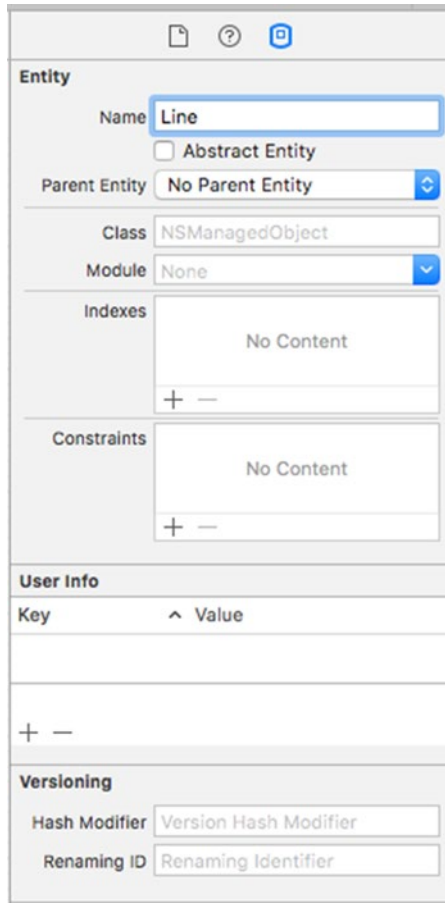 Entity
Name Line
Abstract Entity
Parent Entity No Parent Entity
Class NSManagedObject
Module None
Indexes
No Content
+ −
Constraints
No Content
+ −
User Info
Key Value
+ −
Versioning
Hash Modifier Version Hash Modifier
Renaming ID Renaming Identifier